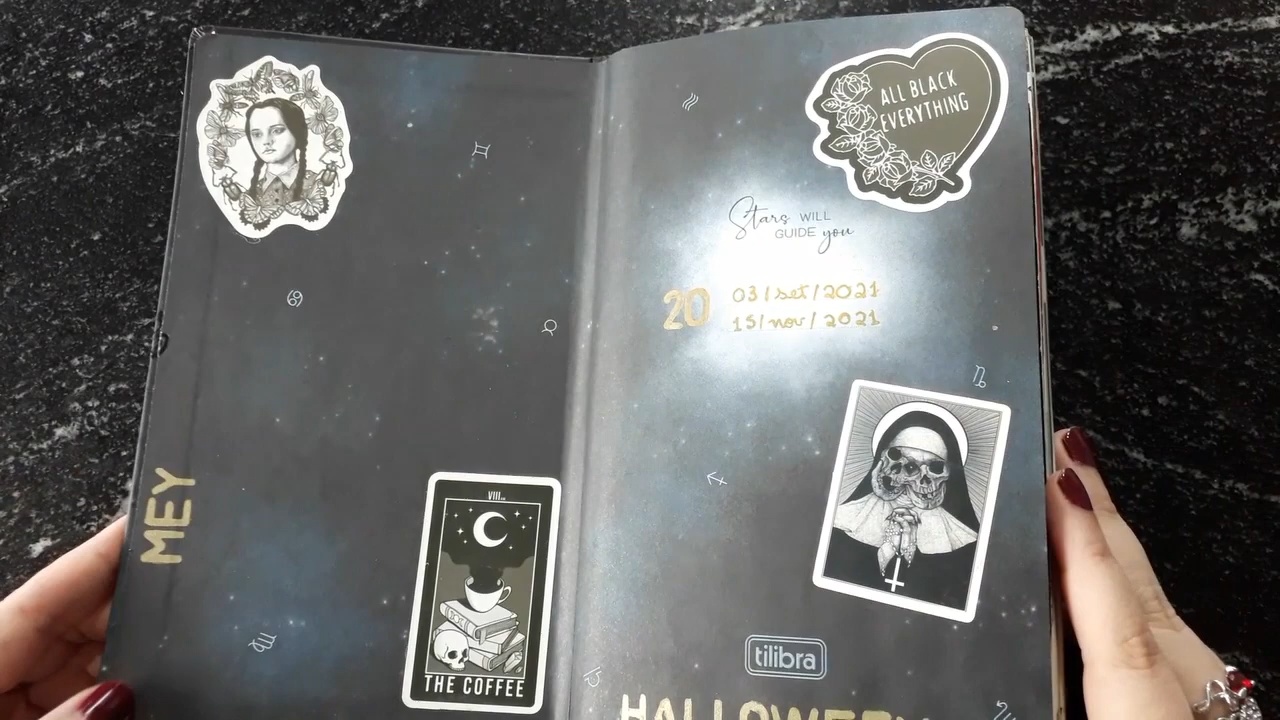 MEY
VIII
THE COFFEE
ALL BLACK
EVERYTHING
Stars WILL
GUIDE you
20
03/set/2021
15/nov/2021
tilibra
HALLOWEEN